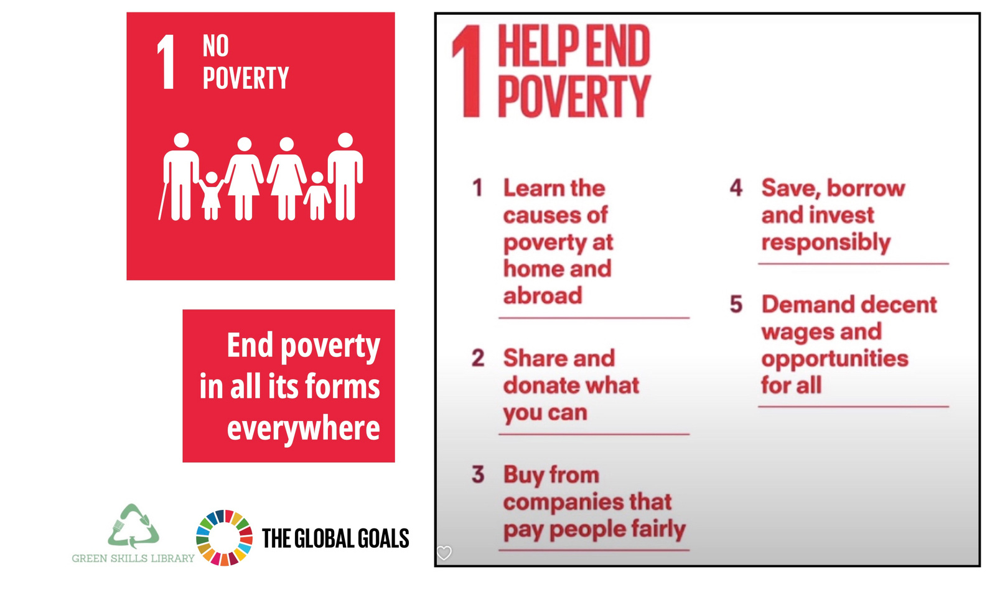 1 NO
POVERTY
End poverty
in all its forms
everywhere
GREEN SKILLS LIBRARY
THE GLOBAL GOALS
1 HELP END
POVERTY
1 Learn the
causes of
poverty at
home and
abroad
2 Share and
donate what
you can
3 Buy from
companies that
pay people fairly
4 Save, borrow
and invest
responsibly
5 Demand decent
wages and
opportunities
for all